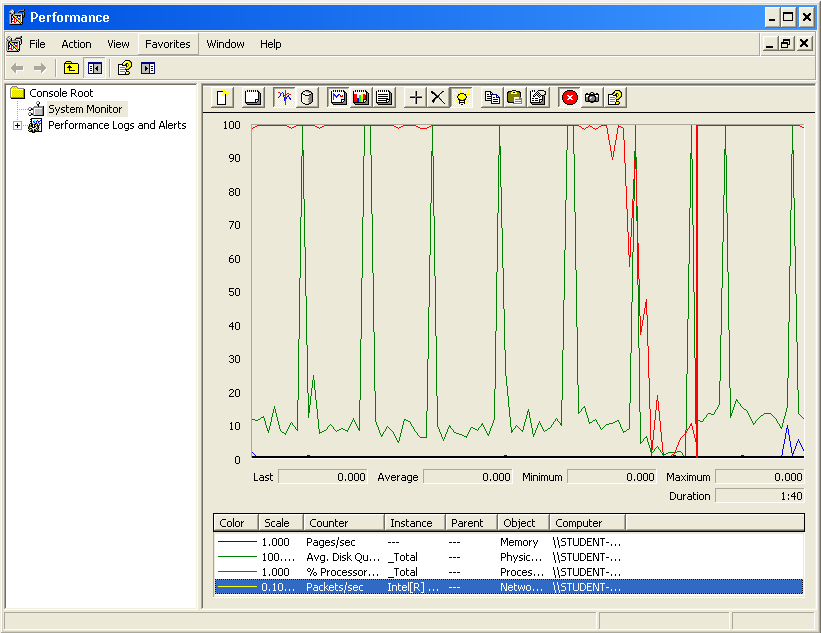 Performance
File Action View Favorites Window Help
Console Root
System Monitor
Performance Logs and Alerts
100
90
80
70
60
50
40
30
20
10
0
Last 0.000 Average 0.000 Minimum 0.000 Maximum 0.000
Duration 1:40
Color Scale Counter Instance Parent Object Computer
1.000 Pages/sec --- --- Memory \\STUDENT-...
100.... Avg. Disk Qu... _Total --- Physic... \\STUDENT-...
1.000 % Processor... _Total --- Proces... \\STUDENT-...
0.10... Packets/sec Intel[R] ... --- Netwo... \\STUDENT-...